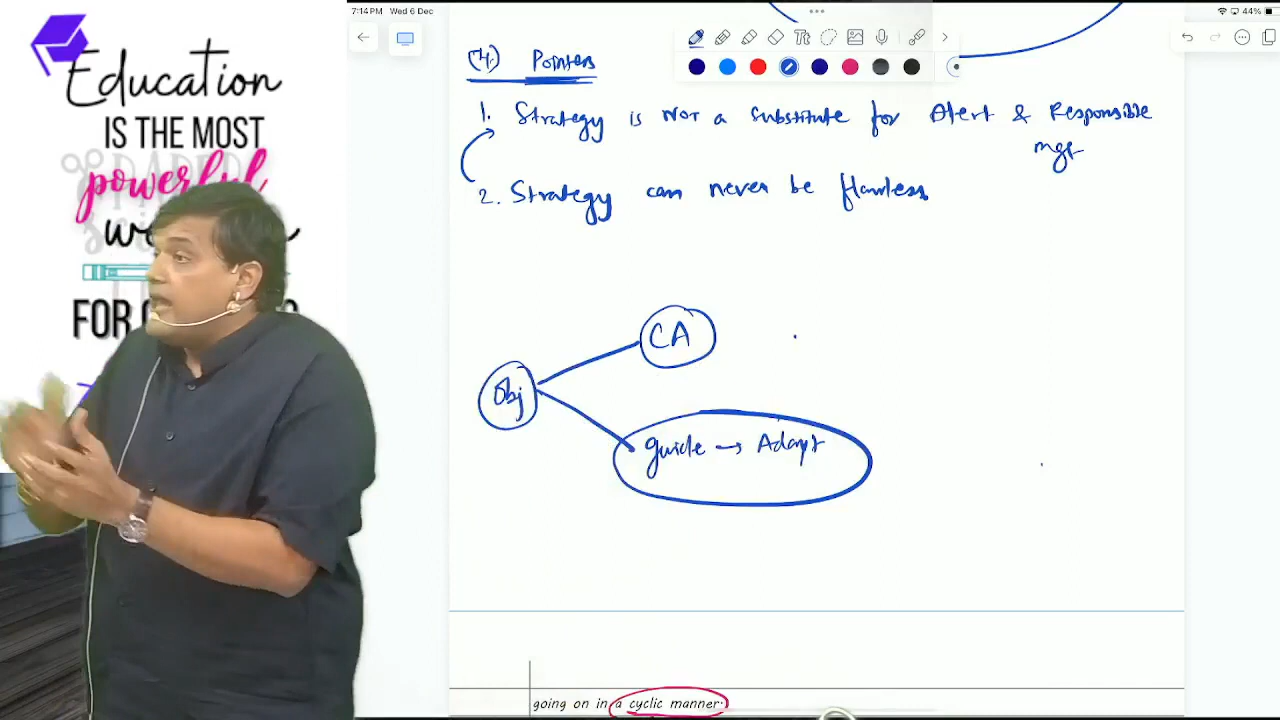 7:14 PM Wed 6 Dec
44%
Education
IS THE MOST
powerful
we
FOR
Tt
(4.) Pointers
1. Strategy is NOT a substitute for Alert & Responsible
mgt
2. Strategy can never be flawless
CA
Obj
guide → Adapt
going on in a cyclic manner.